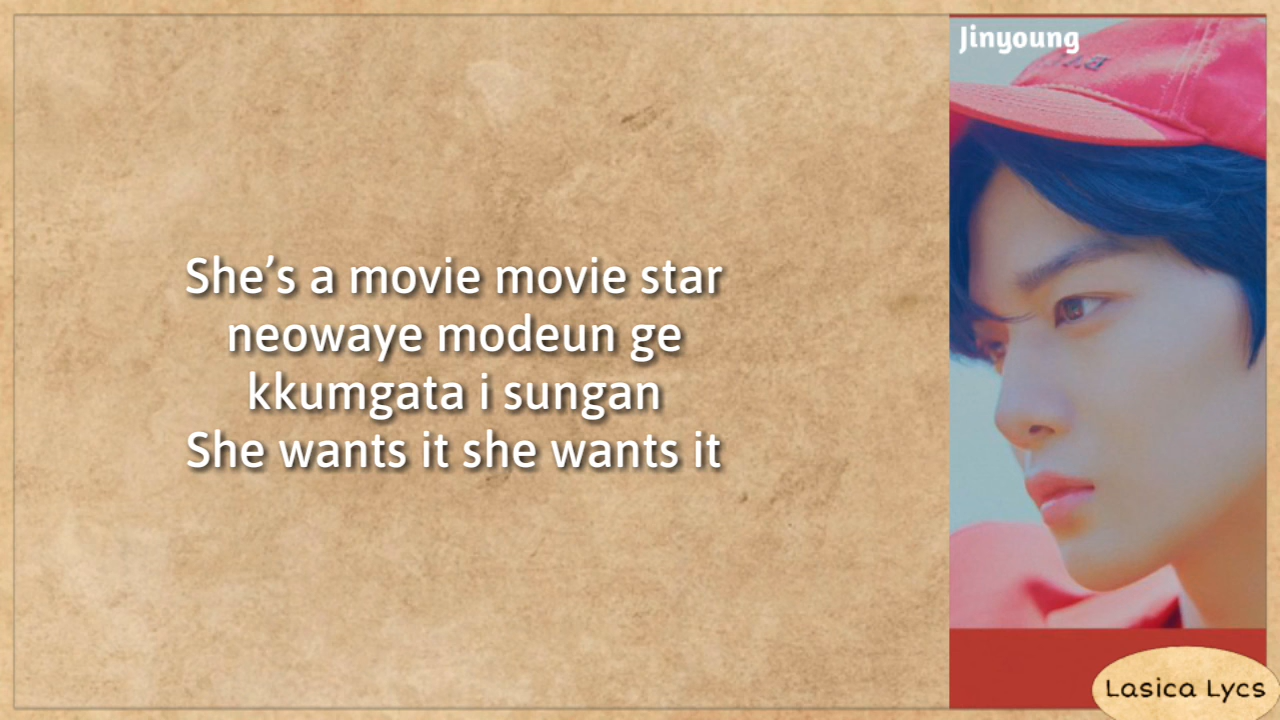 Jinyoung
She’s a movie movie star
neowaye modeun ge
kkumgata i sungan
She wants it she wants it
Lasica Lycs